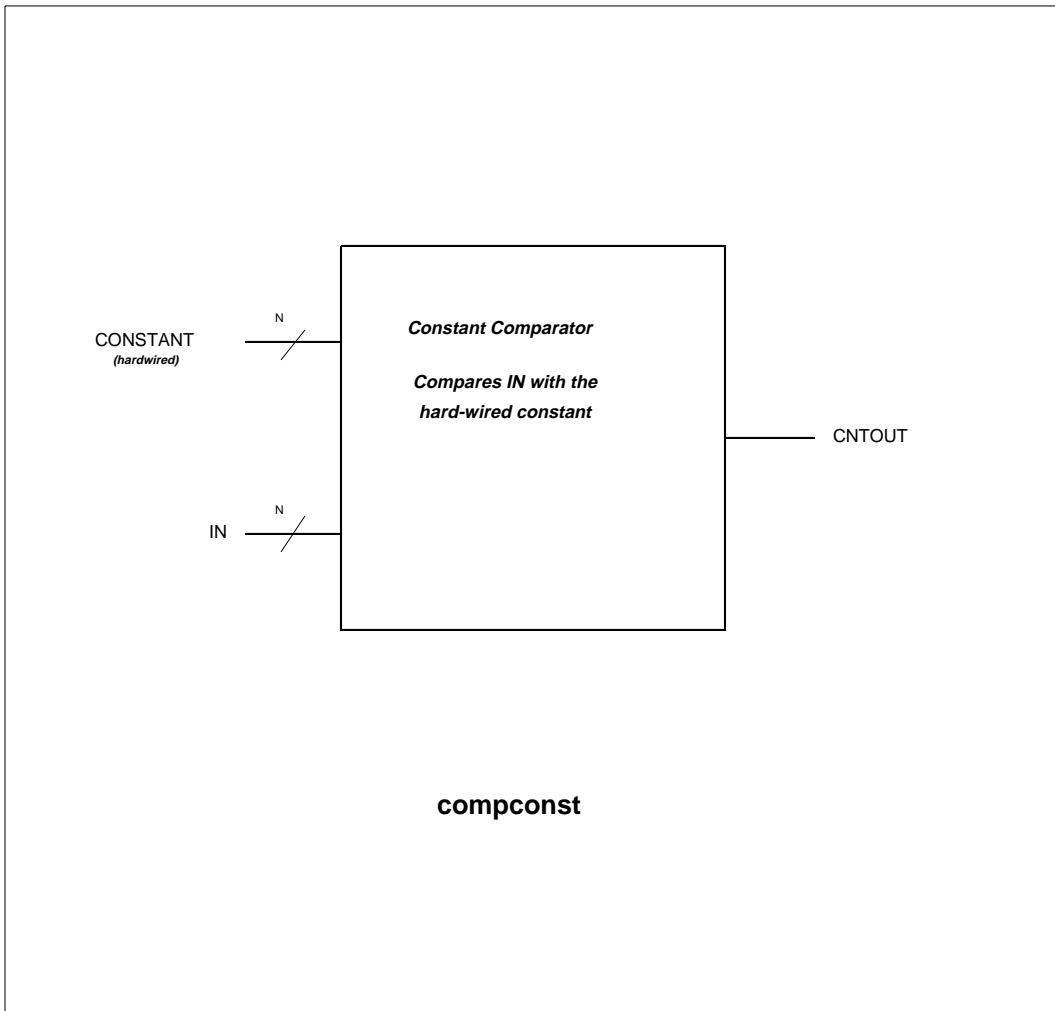 N
Constant Comparator
CONSTANT
(hardwired)
Compares IN with the
hard-wired constant
CNTOUT
N
IN
compconst